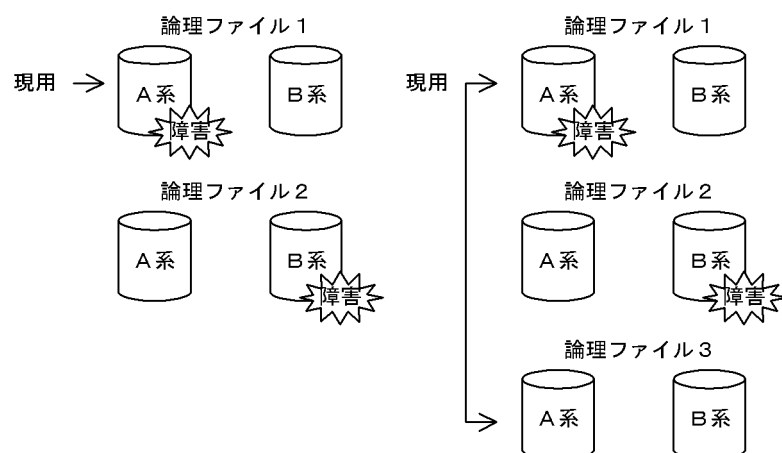 論理ファイル1 論理ファイル1
現用 A系 B系 現用 A系 B系
障害 障害
論理ファイル2 論理ファイル2
A系 B系 A系 B系
障害 障害
論理ファイル3
A系 B系